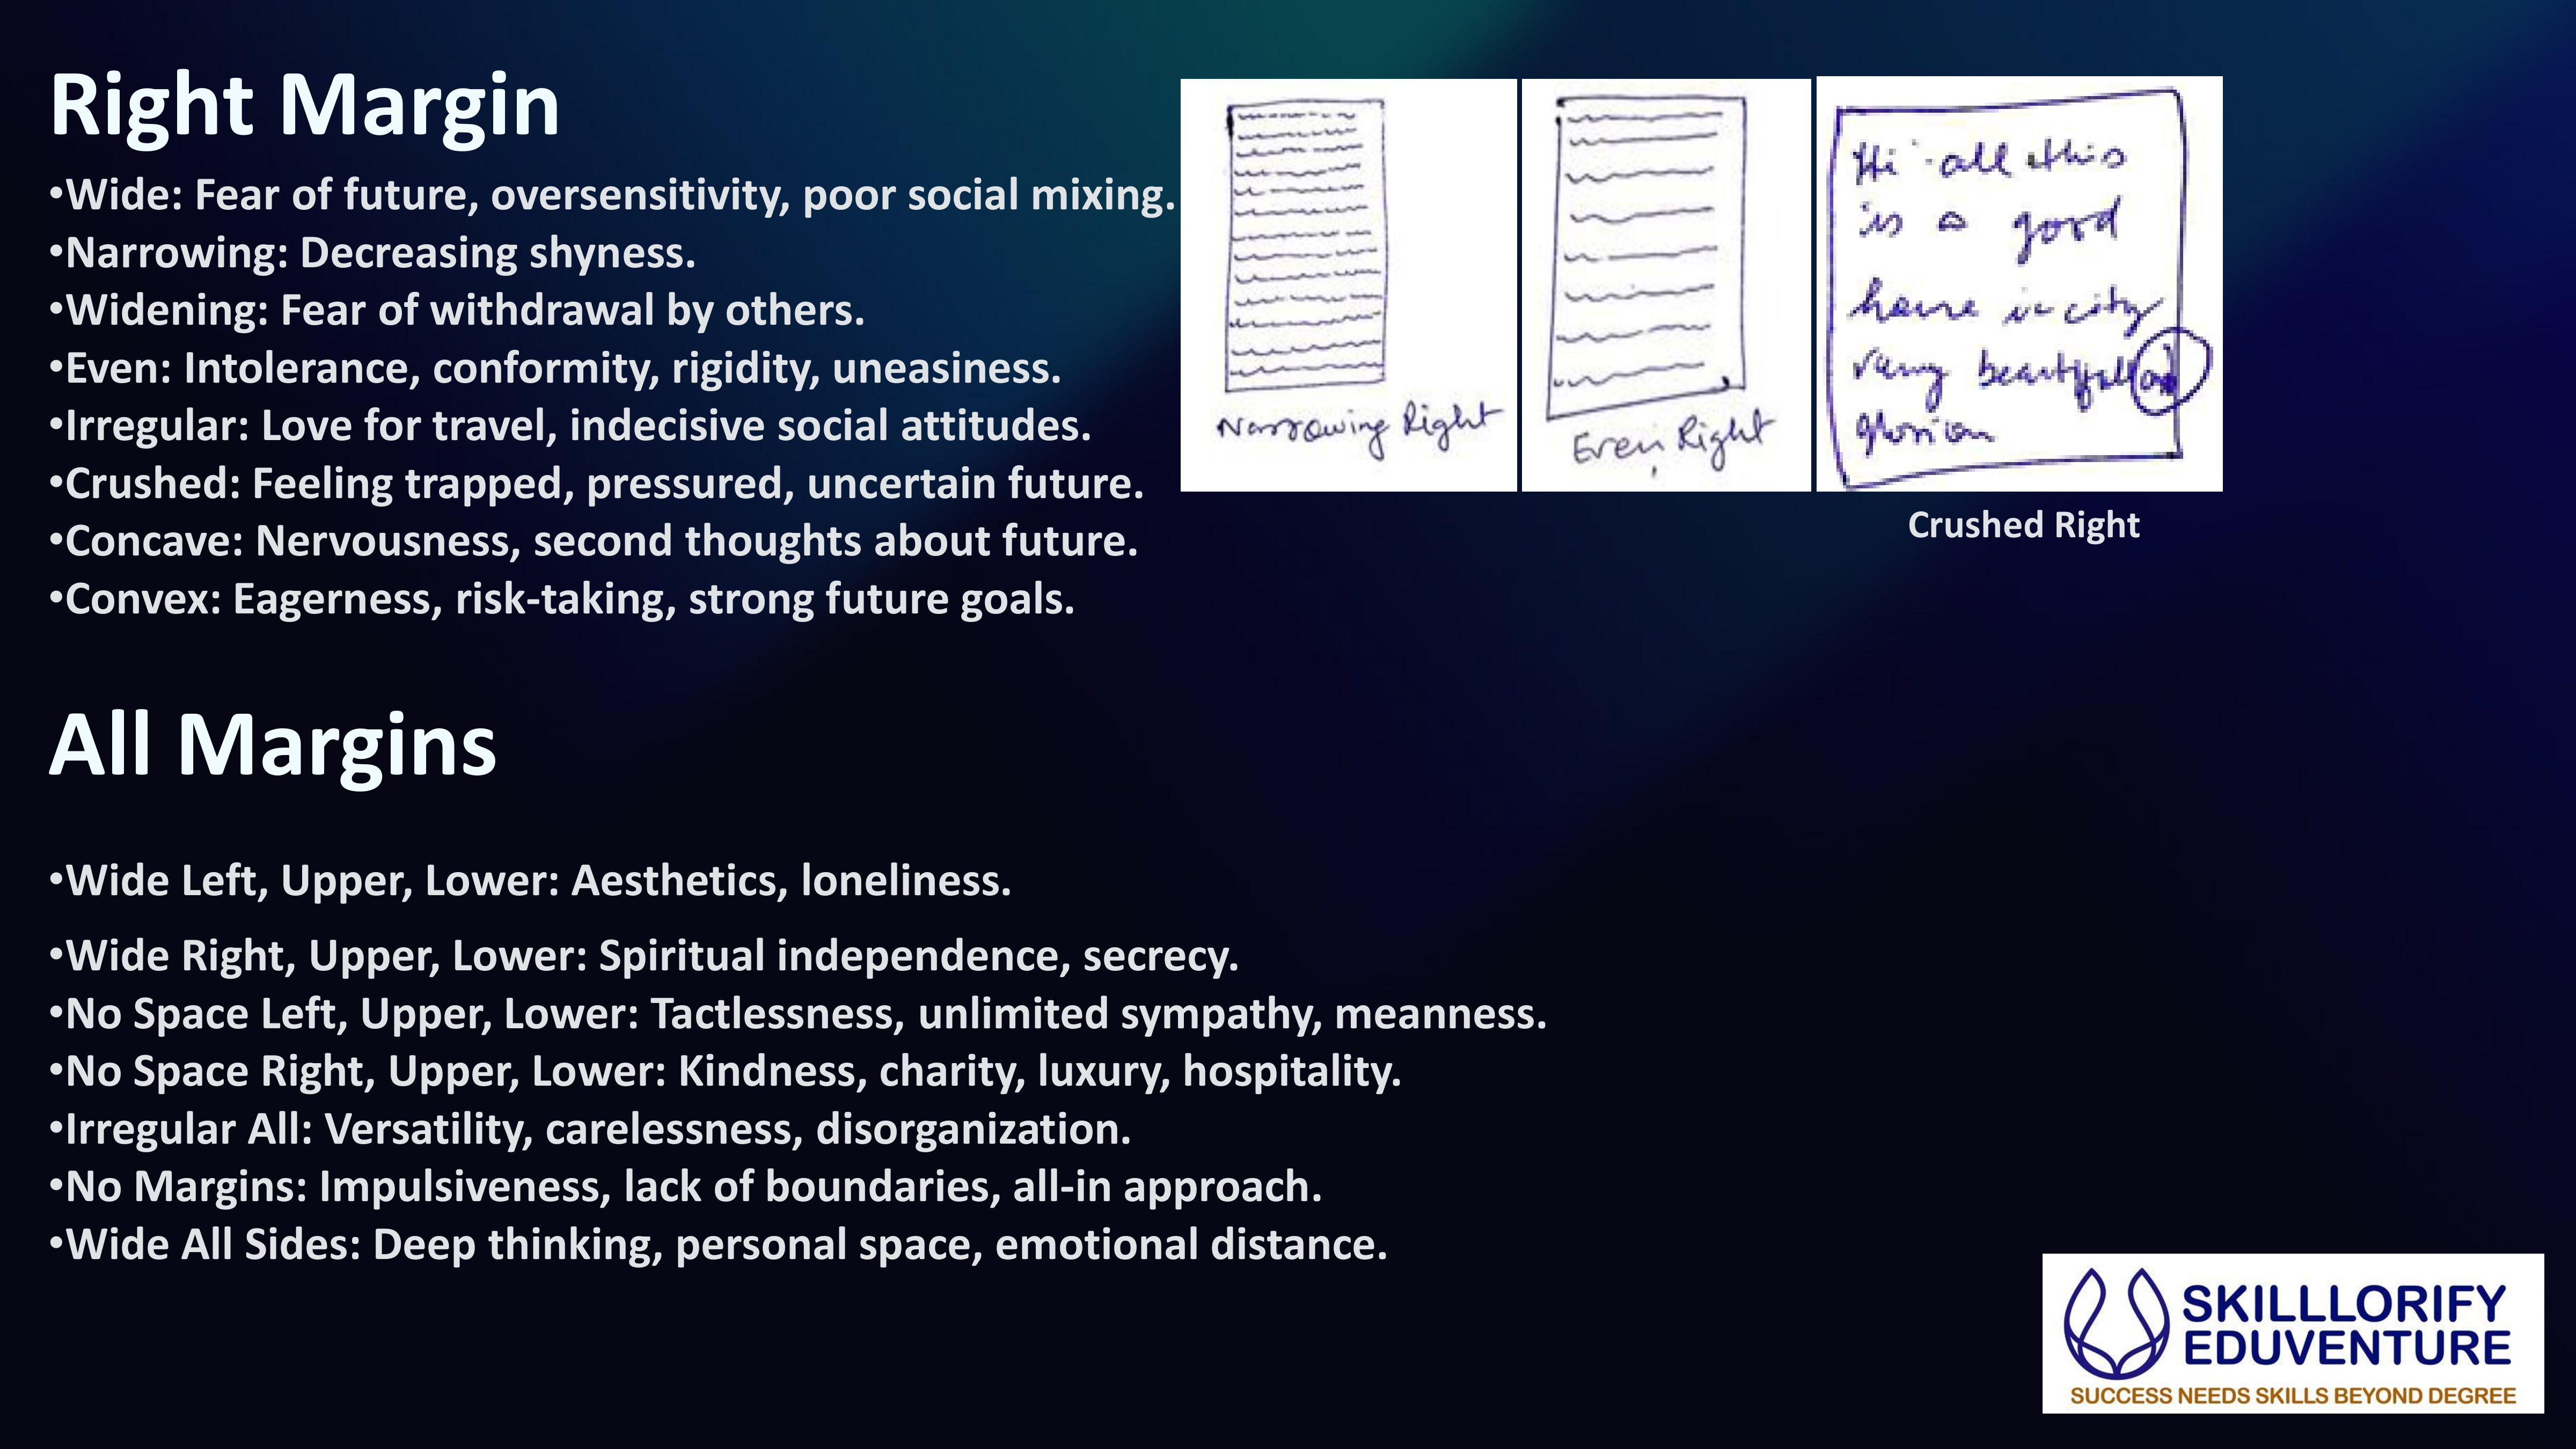 Right Margin
•Wide: Fear of future, oversensitivity, poor social mixing.
•Narrowing: Decreasing shyness.
•Widening: Fear of withdrawal by others.
•Even: Intolerance, conformity, rigidity, uneasiness.
•Irregular: Love for travel, indecisive social attitudes.
•Crushed: Feeling trapped, pressured, uncertain future.
•Concave: Nervousness, second thoughts about future.
•Convex: Eagerness, risk-taking, strong future goals.
Narrowing Right
Even Right
Hi all this
is a good
in city
beautifull
Crushed Right
All Margins
•Wide Left, Upper, Lower: Aesthetics, loneliness.
•Wide Right, Upper, Lower: Spiritual independence, secrecy.
•No Space Left, Upper, Lower: Tactlessness, unlimited sympathy, meanness.
•No Space Right, Upper, Lower: Kindness, charity, luxury, hospitality.
•Irregular All: Versatility, carelessness, disorganization.
•No Margins: Impulsiveness, lack of boundaries, all-in approach.
•Wide All Sides: Deep thinking, personal space, emotional distance.
SKILLLORIFY
EDUVENTURE
SUCCESS NEEDS SKILLS BEYOND DEGREE